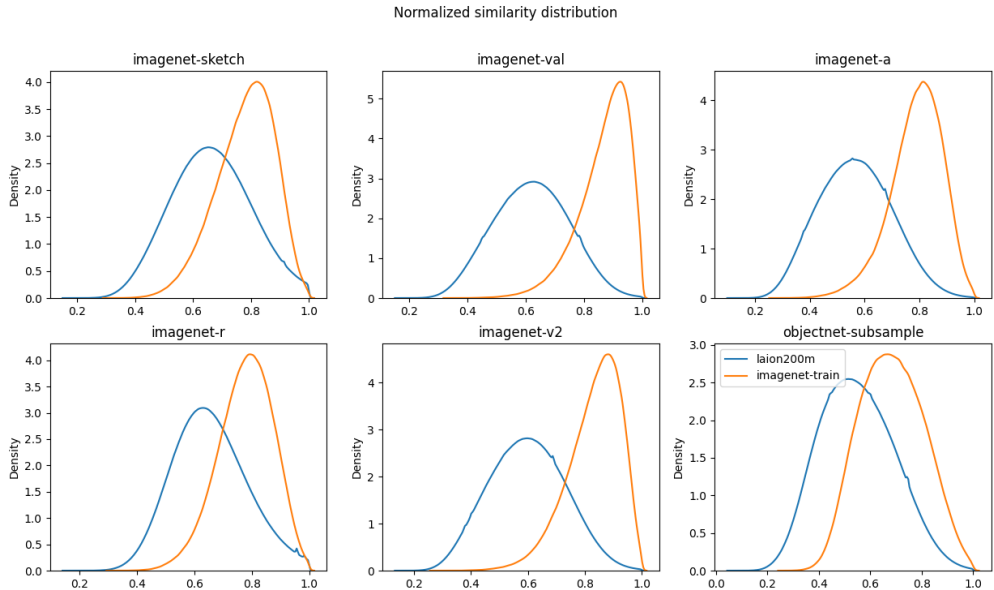 Normalized similarity distribution
imagenet-sketch
imagenet-val
imagenet-a
Density
4.0
3.5
3.0
2.5
2.0
1.5
1.0
0.5
0.0
0.2 0.4 0.6 0.8 1.0
Density
5
4
3
2
1
0
0.2 0.4 0.6 0.8 1.0
Density
4
3
2
1
0
0.2 0.4 0.6 0.8 1.0
imagenet-r
imagenet-v2
objectnet-subsample
Density
4.0
3.5
3.0
2.5
2.0
1.5
1.0
0.5
0.0
0.2 0.4 0.6 0.8 1.0
Density
4
3
2
1
0
0.2 0.4 0.6 0.8 1.0
Density
3.0
2.5
2.0
1.5
1.0
0.5
0.0
laion200m
imagenet-train
0.0 0.2 0.4 0.6 0.8 1.0